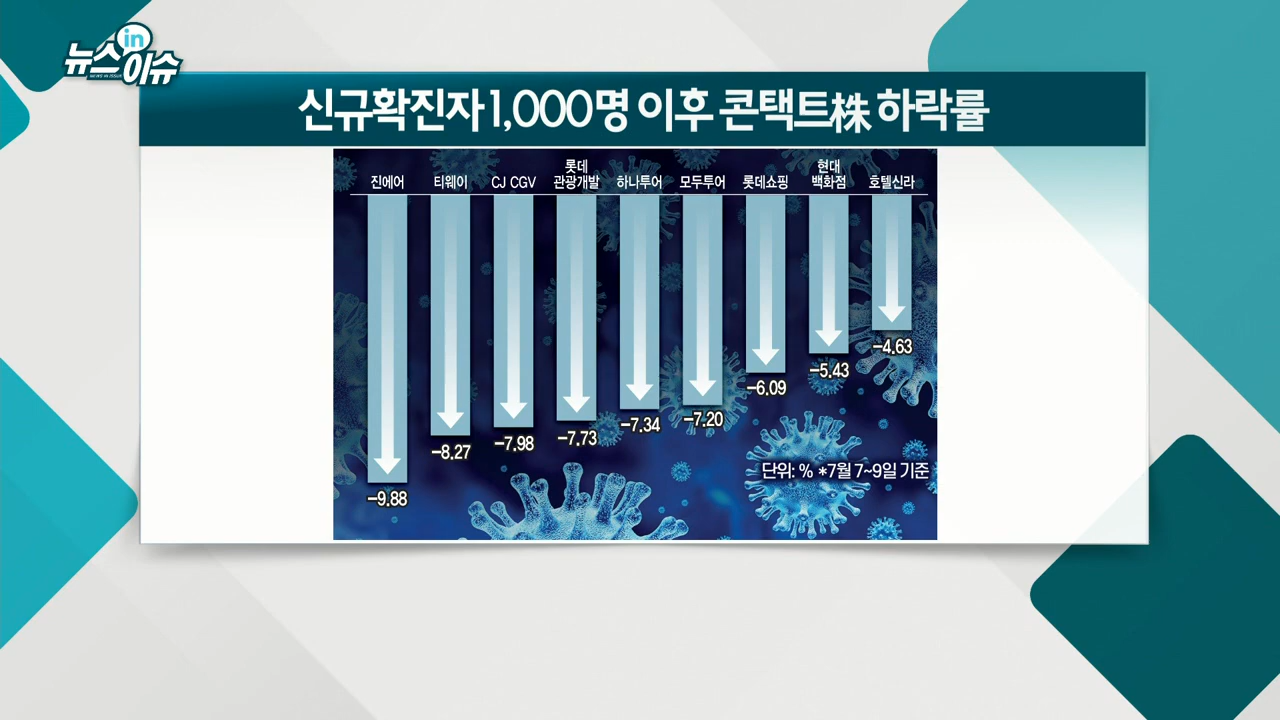 뉴스in이슈
NEWS IN ISSUE
신규확진자 1,000명 이후 콘택트株 하락률
진에어
티웨이
CJ CGV
롯데
관광개발
하나투어
모두투어
롯데쇼핑
현대
백화점
호텔신라
-9.88
-8.27
-7.98
-7.73
-7.34
-7.20
-6.09
-5.43
-4.63
단위: % *7월 7~9일 기준